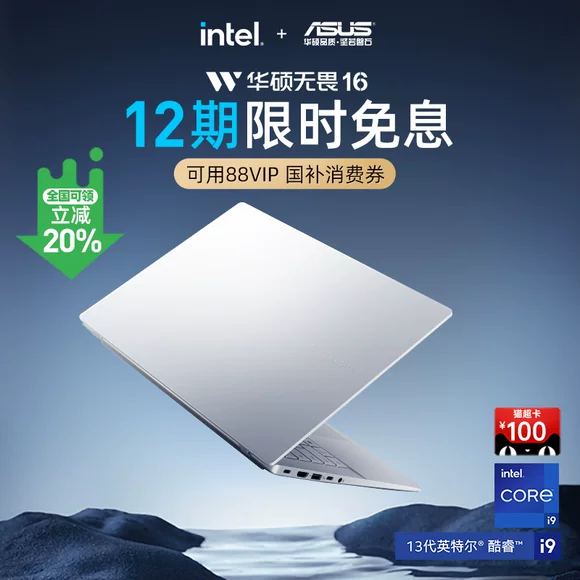 intel. + ASUS
华硕品质·坚若磐石
华硕无畏16
12期限时免息
可用88VIP 国补消费券
全国可领
立减
20%
猫超卡
¥100
intel.
CORE
i9
13代英特尔® 酷睿™ i9